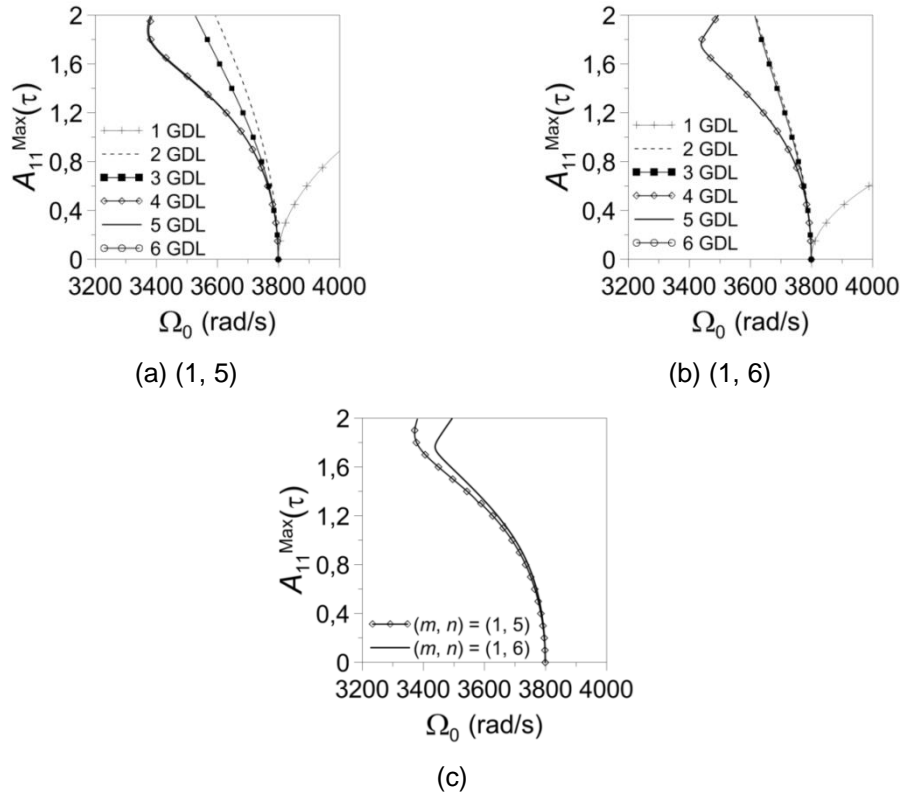 2
1,6
1,2
0,8
0,4
0
A₁₁ᴹᵃˣ(τ)
1 GDL
2 GDL
3 GDL
4 GDL
5 GDL
6 GDL
3200 3400 3600 3800 4000
Ω₀ (rad/s)
(a) (1, 5)
2
1,6
1,2
0,8
0,4
0
A₁₁ᴹᵃˣ(τ)
1 GDL
2 GDL
3 GDL
4 GDL
5 GDL
6 GDL
3200 3400 3600 3800 4000
Ω₀ (rad/s)
(b) (1, 6)
2
1,6
1,2
0,8
0,4
0
A₁₁ᴹᵃˣ(τ)
(m, n) = (1, 5)
(m, n) = (1, 6)
3200 3400 3600 3800 4000
Ω₀ (rad/s)
(c)